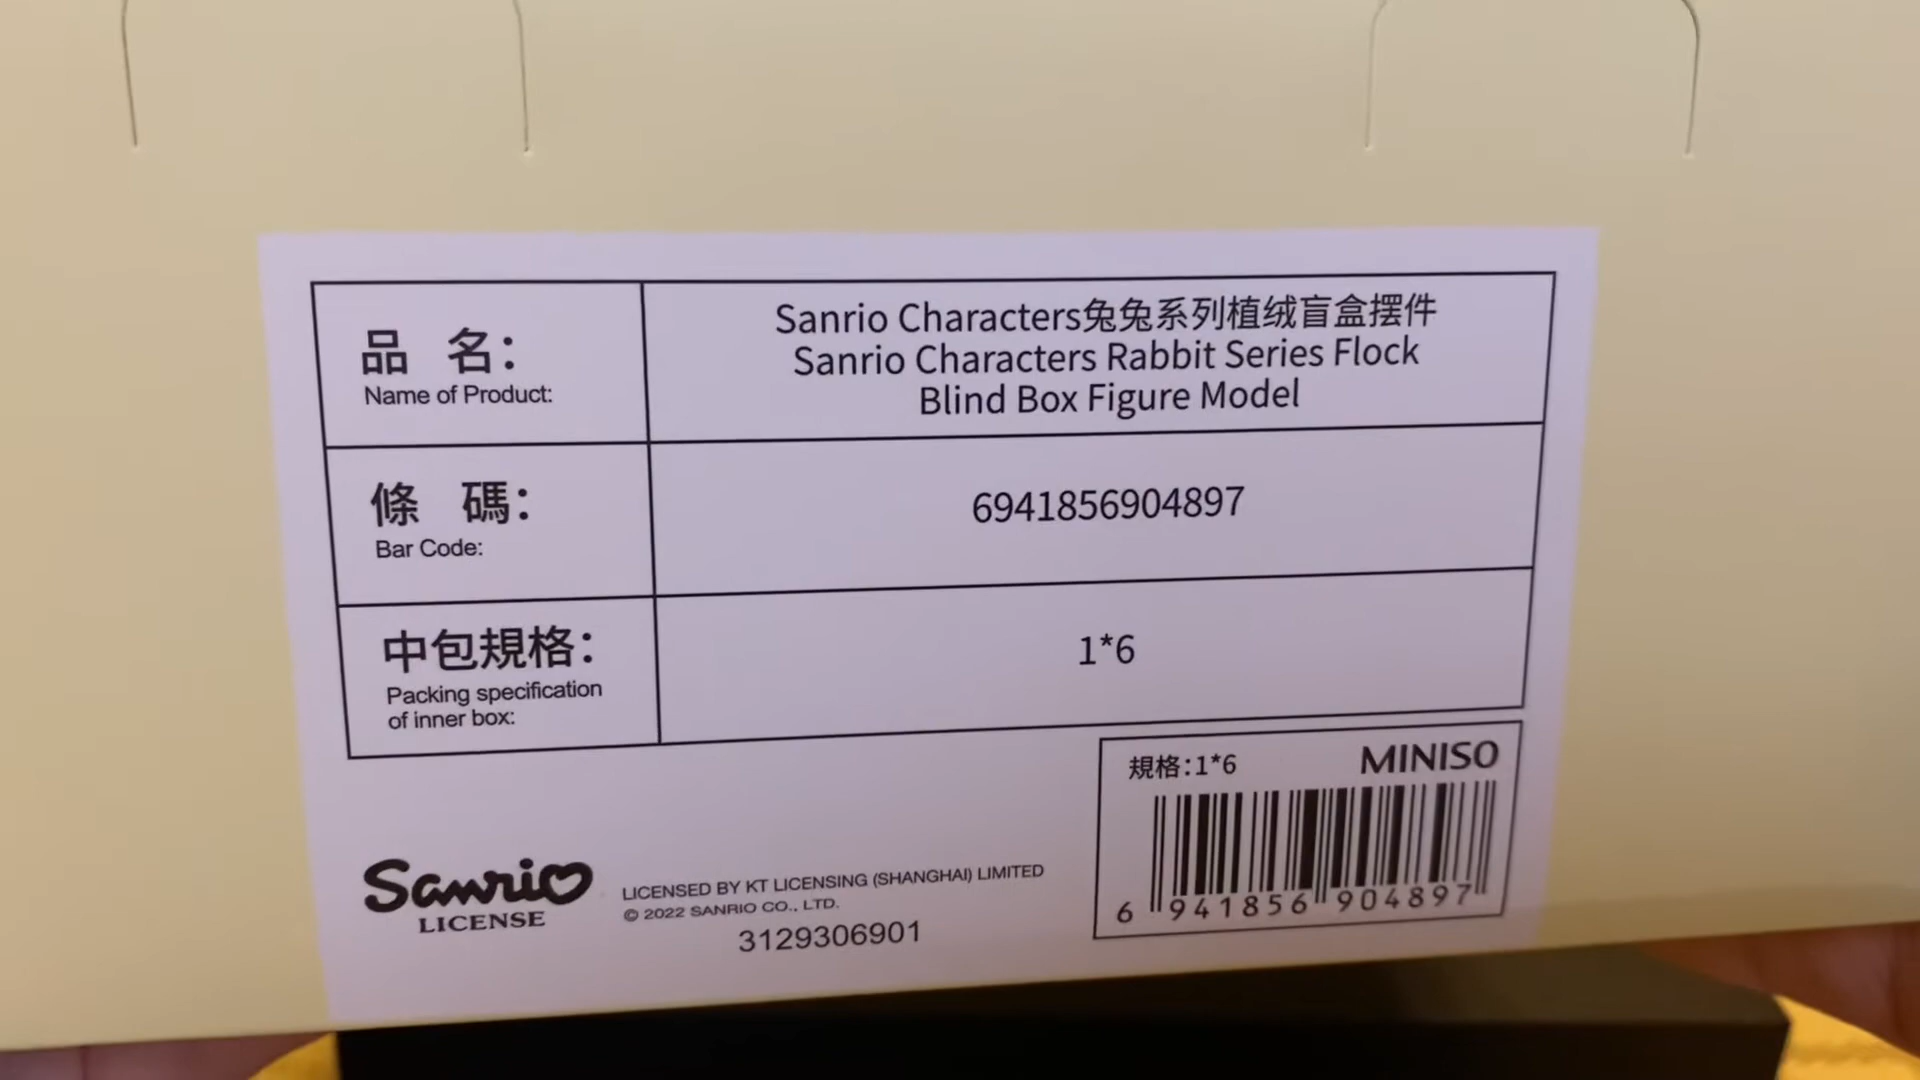 品 名：
Name of Product:
Sanrio Characters兔兔系列植绒盲盒摆件
Sanrio Characters Rabbit Series Flock
Blind Box Figure Model
條 碼：
Bar Code:
6941856904897
中包規格：
Packing specification
of inner box:
1*6
Sanrio
LICENSE
LICENSED BY KT LICENSING (SHANGHAI) LIMITED
© 2022 SANRIO CO., LTD.
3129306901
規格:1*6
MINISO
6 941856 904897